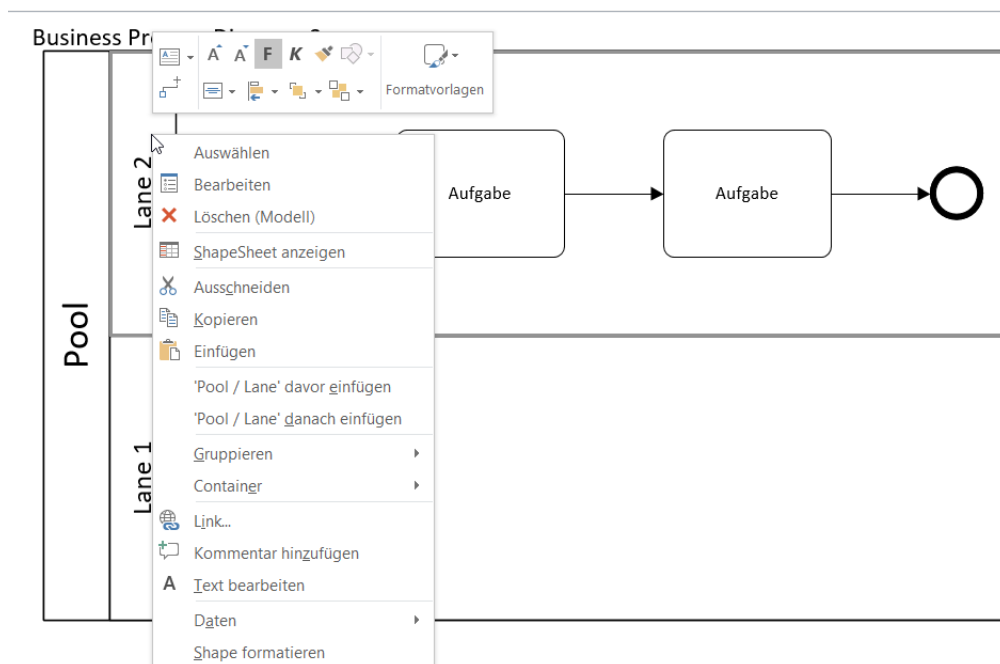 Business Pr
A
A
F
K
Formatvorlagen
Pool
Lane 2
Lane 1
Aufgabe
Aufgabe
Auswählen
Bearbeiten
Löschen (Modell)
ShapeSheet anzeigen
Ausschneiden
Kopieren
Einfügen
'Pool / Lane' davor einfügen
'Pool / Lane' danach einfügen
Gruppieren
Container
Link...
Kommentar hinzufügen
A Text bearbeiten
Daten
Shape formatieren